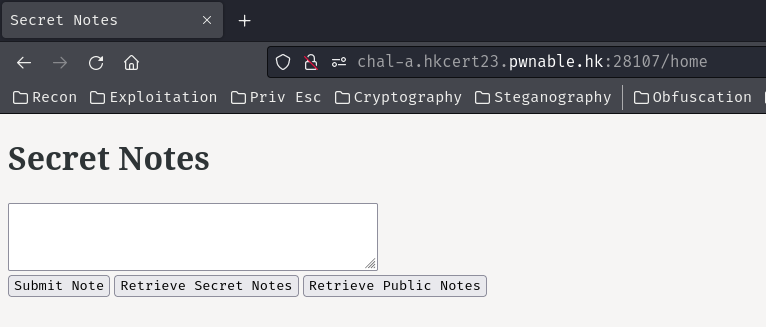 Secret Notes
chal-a.hkcert23.pwnable.hk:28107/home
Recon Exploitation Priv Esc Cryptography Steganography Obfuscation
Secret Notes
Submit Note Retrieve Secret Notes Retrieve Public Notes